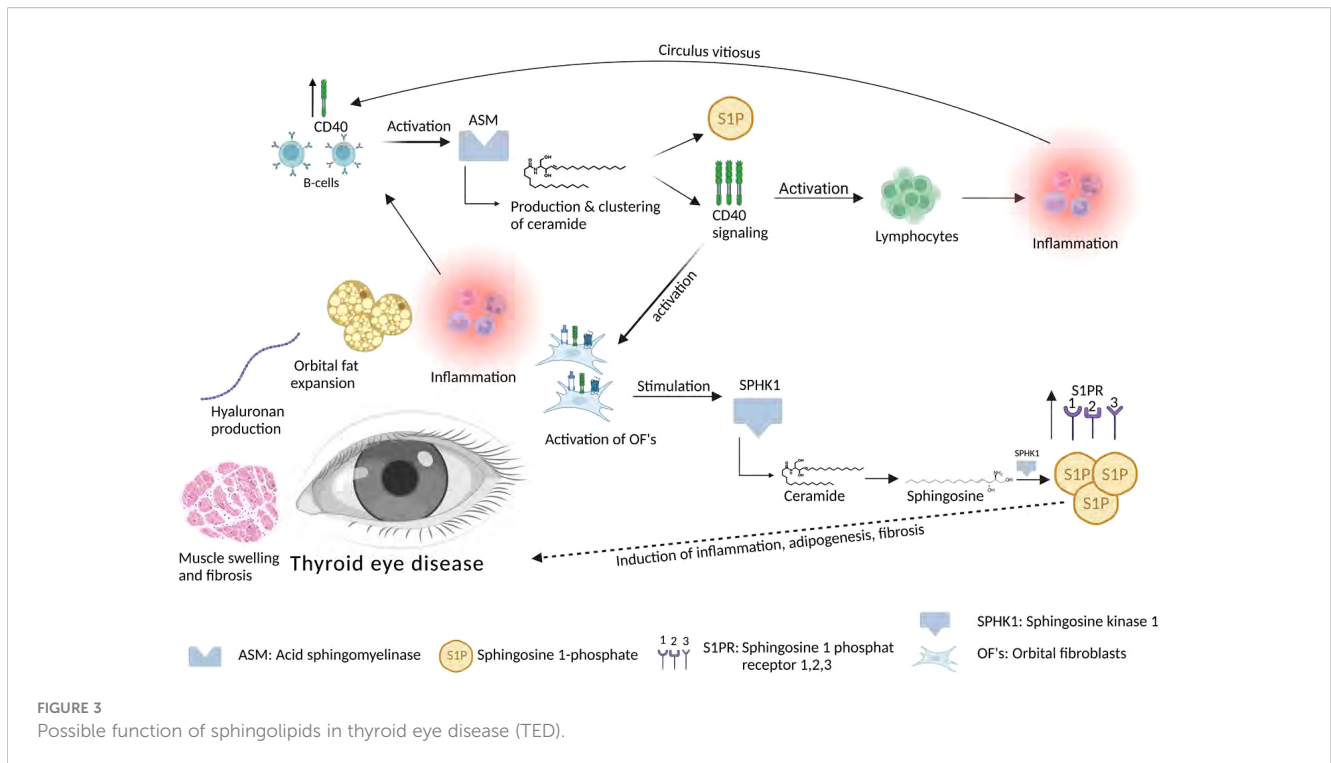 Circulus vitiosus
CD40
B-cells
Activation
ASM
Production & clustering
of ceramide
S1P
CD40
signaling
Activation
Lymphocytes
Inflammation
activation
Orbital fat
expansion
Inflammation
Hyaluronan
production
Activation of OF's
Stimulation
SPHK1
Ceramide
Sphingosine
SPHK1
S1PR
1 2 3
S1P S1P
S1P
Induction of inflammation, adipogenesis, fibrosis
Muscle swelling
and fibrosis
Thyroid eye disease
ASM: Acid sphingomyelinase
S1P
Sphingosine 1-phosphate
1 2 3
S1PR: Sphingosine 1 phosphat
receptor 1,2,3
SPHK1: Sphingosine kinase 1
OF's: Orbital fibroblasts
FIGURE 3
Possible function of sphingolipids in thyroid eye disease (TED).